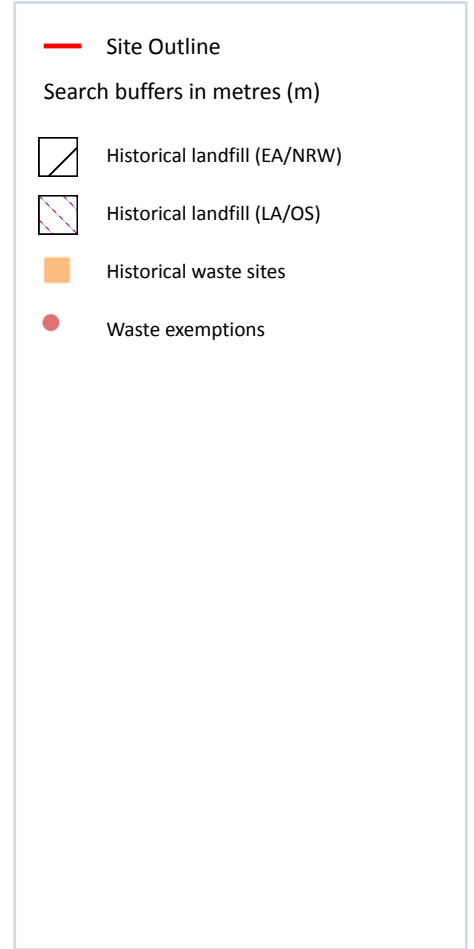 Site Outline
Search buffers in metres (m)
Historical landfill (EA/NRW)
Historical landfill (LA/OS)
Historical waste sites
Waste exemptions